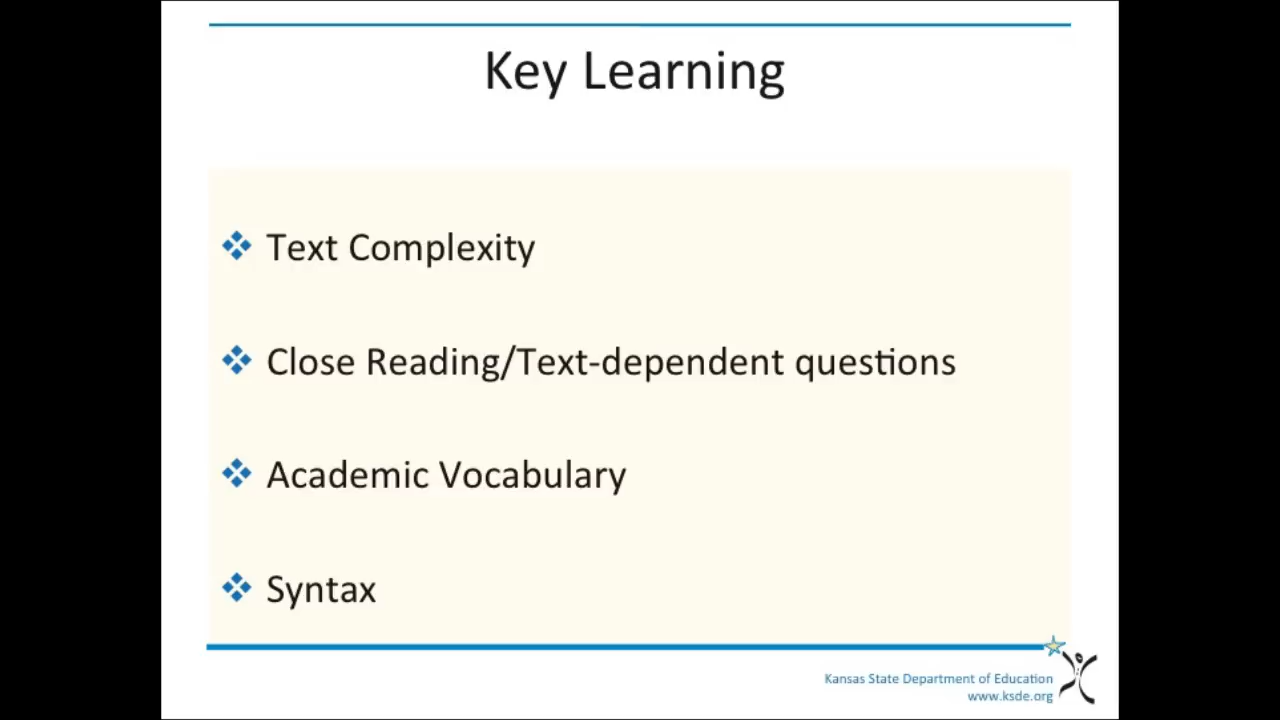 Key Learning
Text Complexity
Close Reading/Text-dependent questions
Academic Vocabulary
Syntax
Kansas State Department of Education
www.ksde.org